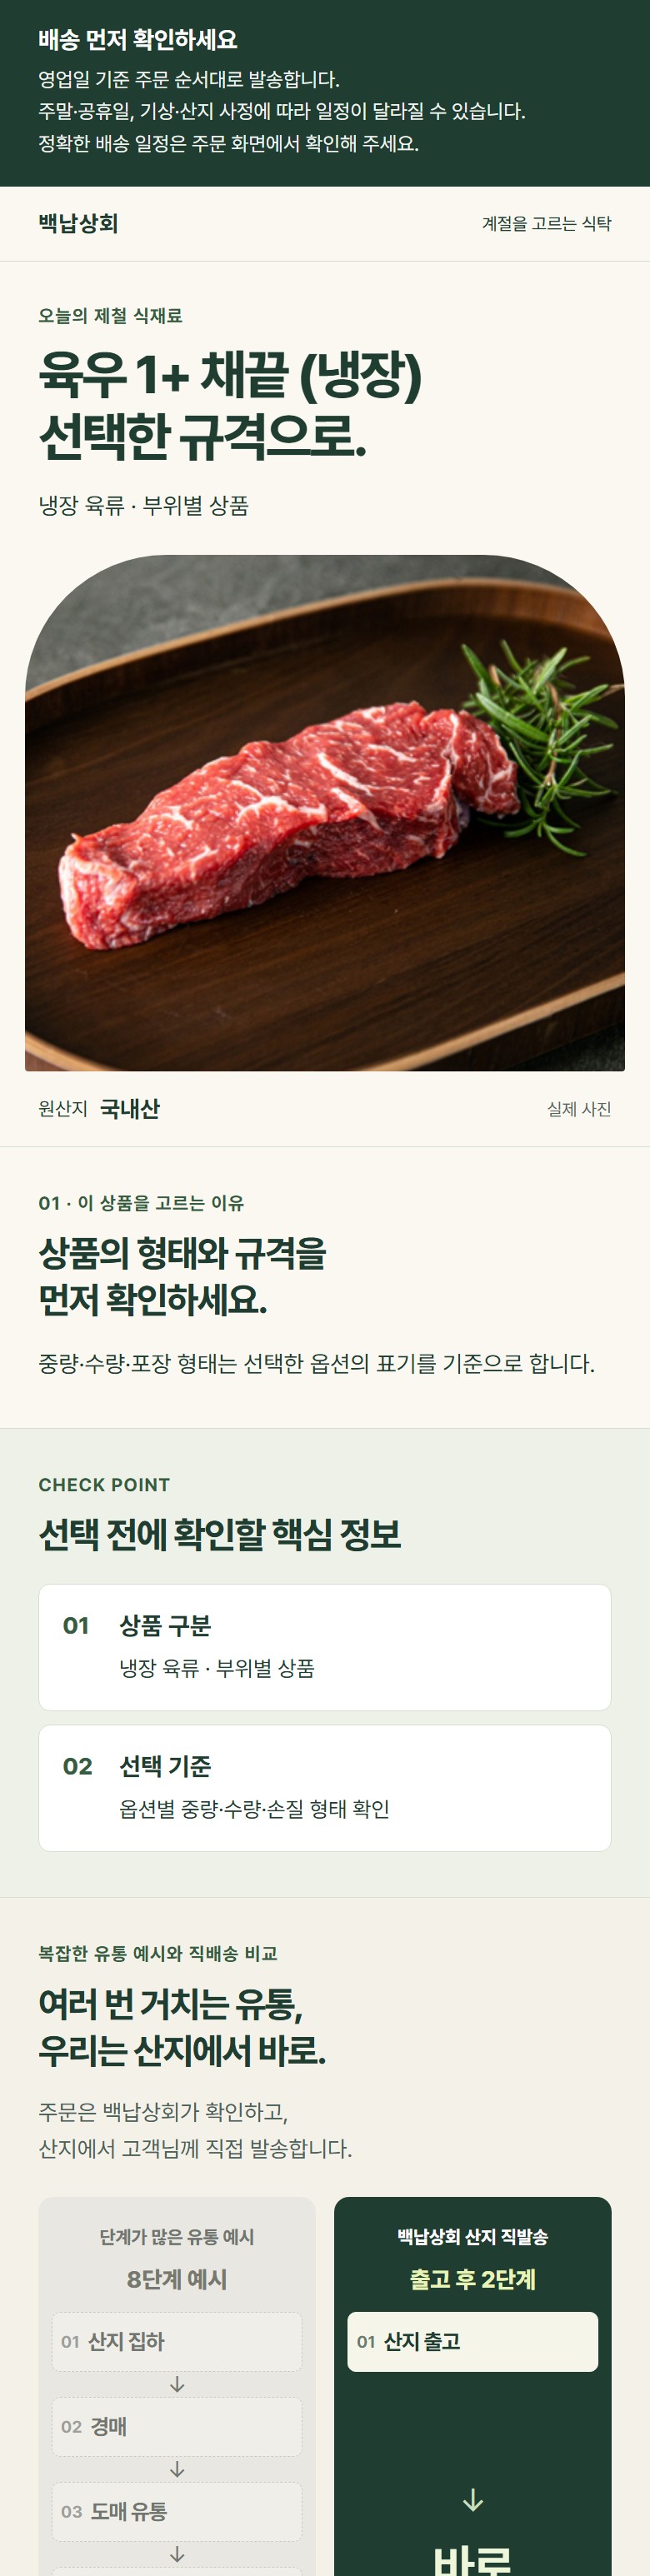 배송 먼저 확인하세요
영업일 기준 주문 순서대로 발송합니다.
주말·공휴일, 기상·산지 사정에 따라 일정이 달라질 수 있습니다.
정확한 배송 일정은 주문 화면에서 확인해 주세요.
백납상회
계절을 고르는 식탁
오늘의 제철 식재료
육우 1+ 채끝 (냉장)
선택한 규격으로.
냉장 육류 · 부위별 상품
원산지 국내산
실제 사진
01 · 이 상품을 고르는 이유
상품의 형태와 규격을
먼저 확인하세요.
중량·수량·포장 형태는 선택한 옵션의 표기를 기준으로 합니다.
CHECK POINT
선택 전에 확인할 핵심 정보
01 상품 구분
냉장 육류 · 부위별 상품
02 선택 기준
옵션별 중량·수량·손질 형태 확인
복잡한 유통 예시와 직배송 비교
여러 번 거치는 유통,
우리는 산지에서 바로.
주문은 백납상회가 확인하고,
산지에서 고객님께 직접 발송합니다.
단계가 많은 유통 예시
8단계 예시
01 산지 집하
↓
02 경매
↓
03 도매 유통
↓
백납상회 산지 직발송
출고 후 2단계
01 산지 출고
↓
바로